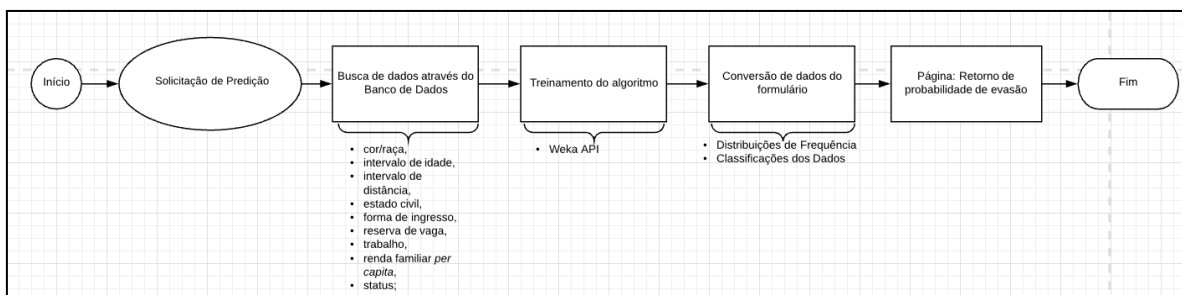 Início
Solicitação de Predição
Busca de dados através do
Banco de Dados
• cor/raça,
• intervalo de idade,
• intervalo de
distância,
• estado civil,
• forma de ingresso,
• reserva de vaga,
• trabalho,
• renda familiar per
capita,
• status;
Treinamento do algoritmo
• Weka API
Conversão de dados do
formulário
• Distribuições de Frequência
• Classificações dos Dados
Página: Retorno de
probabilidade de evasão
Fim